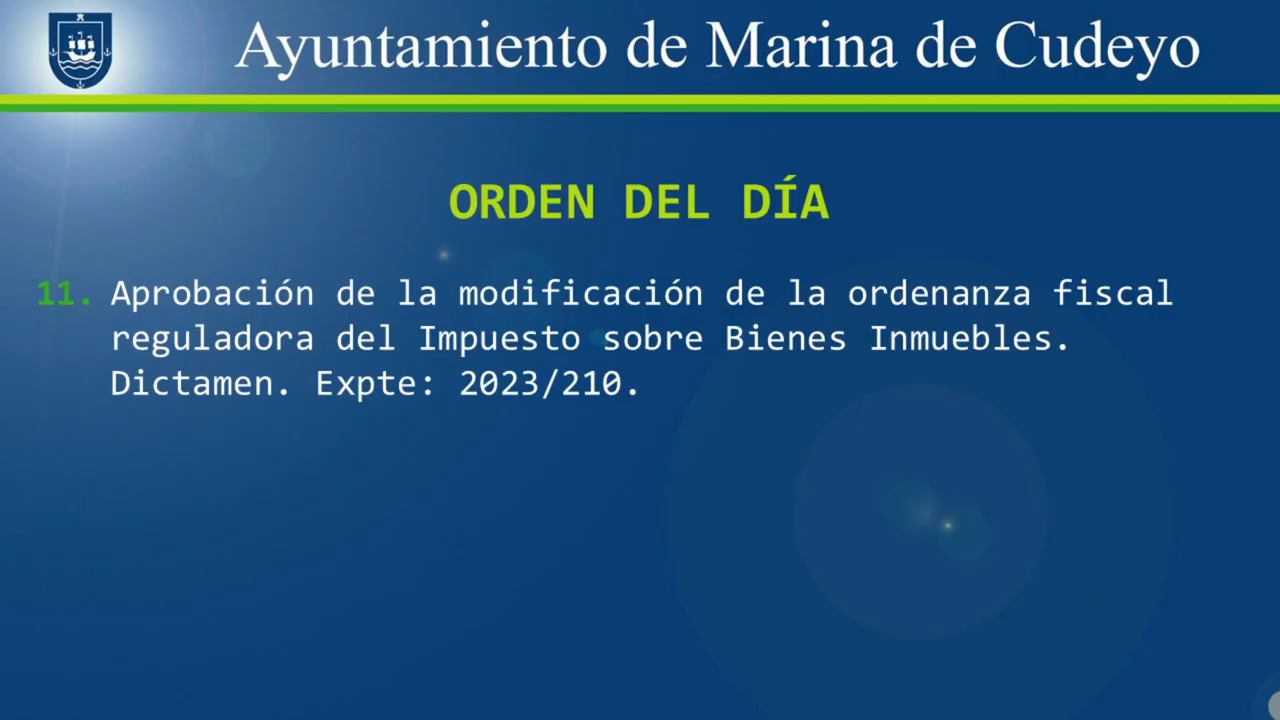 Ayuntamiento de Marina de Cudeyo
ORDEN DEL DÍA
11. Aprobación de la modificación de la ordenanza fiscal
reguladora del Impuesto sobre Bienes Inmuebles.
Dictamen. Expte: 2023/210.